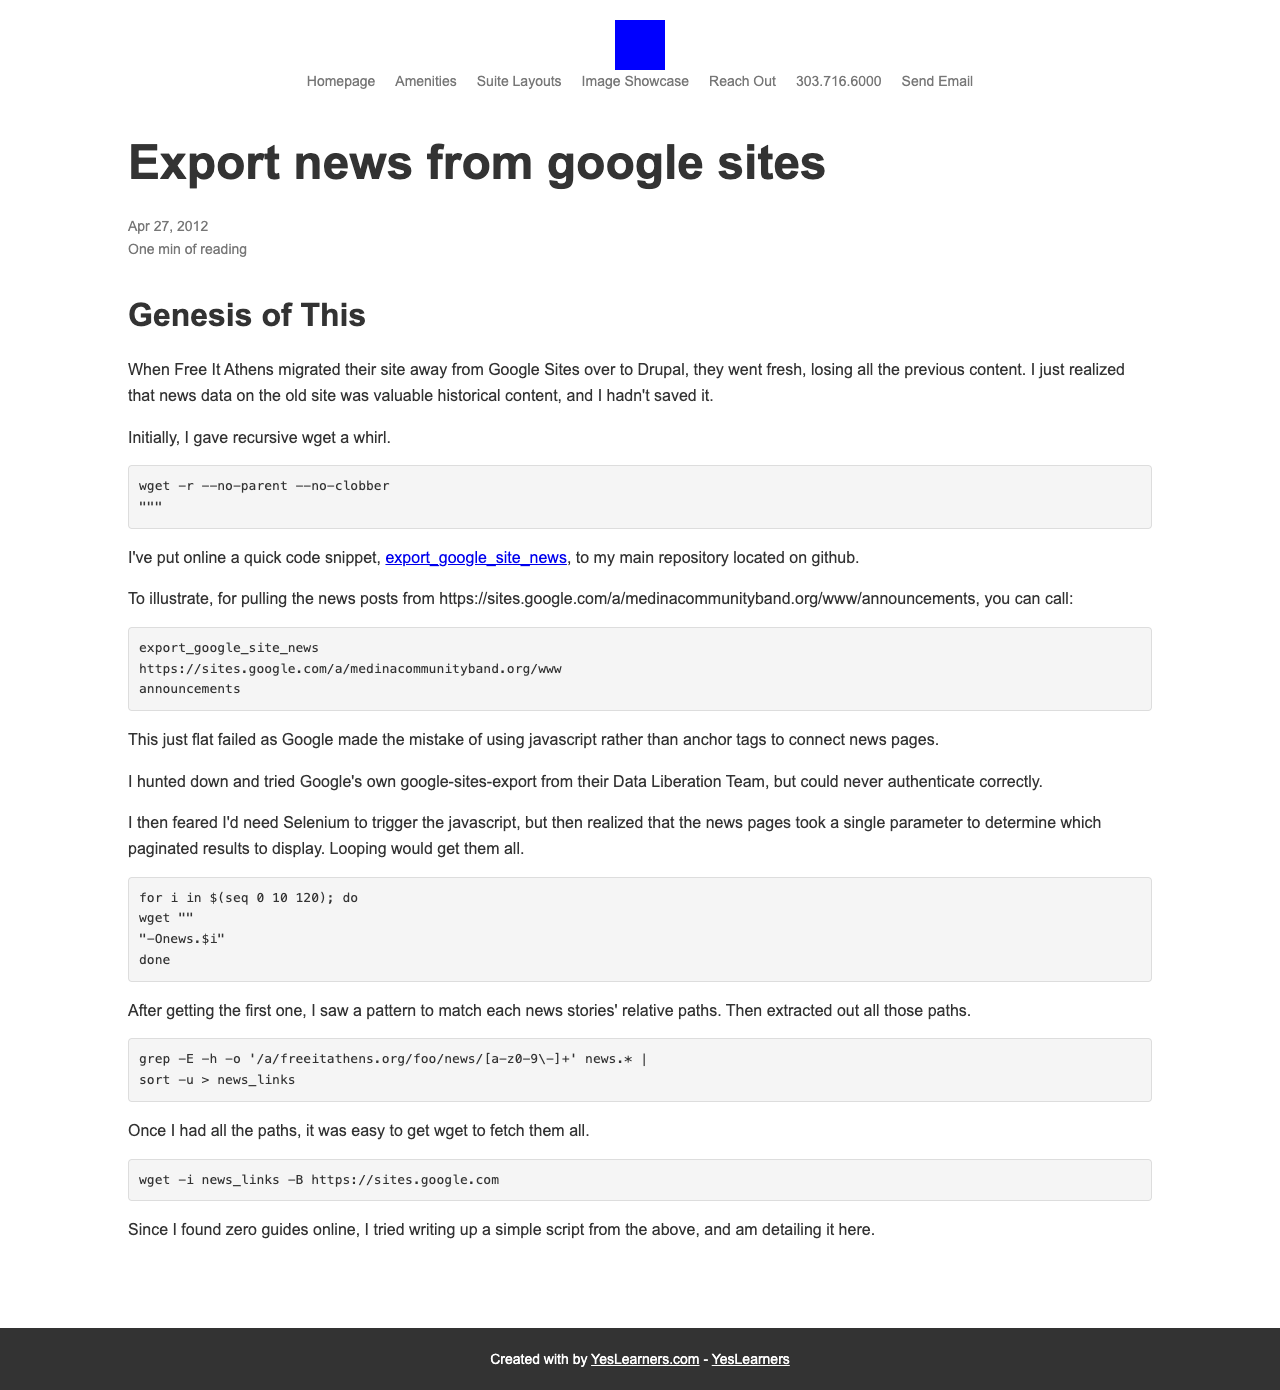 Homepage Amenities Suite Layouts Image Showcase Reach Out 303.716.6000 Send Email
Export news from google sites
Apr 27, 2012
One min of reading
Genesis of This
When Free It Athens migrated their site away from Google Sites over to Drupal, they went fresh, losing all the previous content. I just realized
that news data on the old site was valuable historical content, and I hadn't saved it.
Initially, I gave recursive wget a whirl.
wget -r --no-parent --no-clobber
"""
I've put online a quick code snippet, export_google_site_news, to my main repository located on github.
To illustrate, for pulling the news posts from https://sites.google.com/a/medinacommunityband.org/www/announcements, you can call:
export_google_site_news
https://sites.google.com/a/medinacommunityband.org/www
announcements
This just flat failed as Google made the mistake of using javascript rather than anchor tags to connect news pages.
I hunted down and tried Google's own google-sites-export from their Data Liberation Team, but could never authenticate correctly.
I then feared I'd need Selenium to trigger the javascript, but then realized that the news pages took a single parameter to determine which
paginated results to display. Looping would get them all.
for i in $(seq 0 10 120); do
wget ""
"-Onews.$i"
done
After getting the first one, I saw a pattern to match each news stories' relative paths. Then extracted out all those paths.
grep -E -h -o '/a/freeitathens.org/foo/news/[a-z0-9\-]+' news.* |
sort -u > news_links
Once I had all the paths, it was easy to get wget to fetch them all.
wget -i news_links -B https://sites.google.com
Since I found zero guides online, I tried writing up a simple script from the above, and am detailing it here.
Created with by YesLearners.com - YesLearners